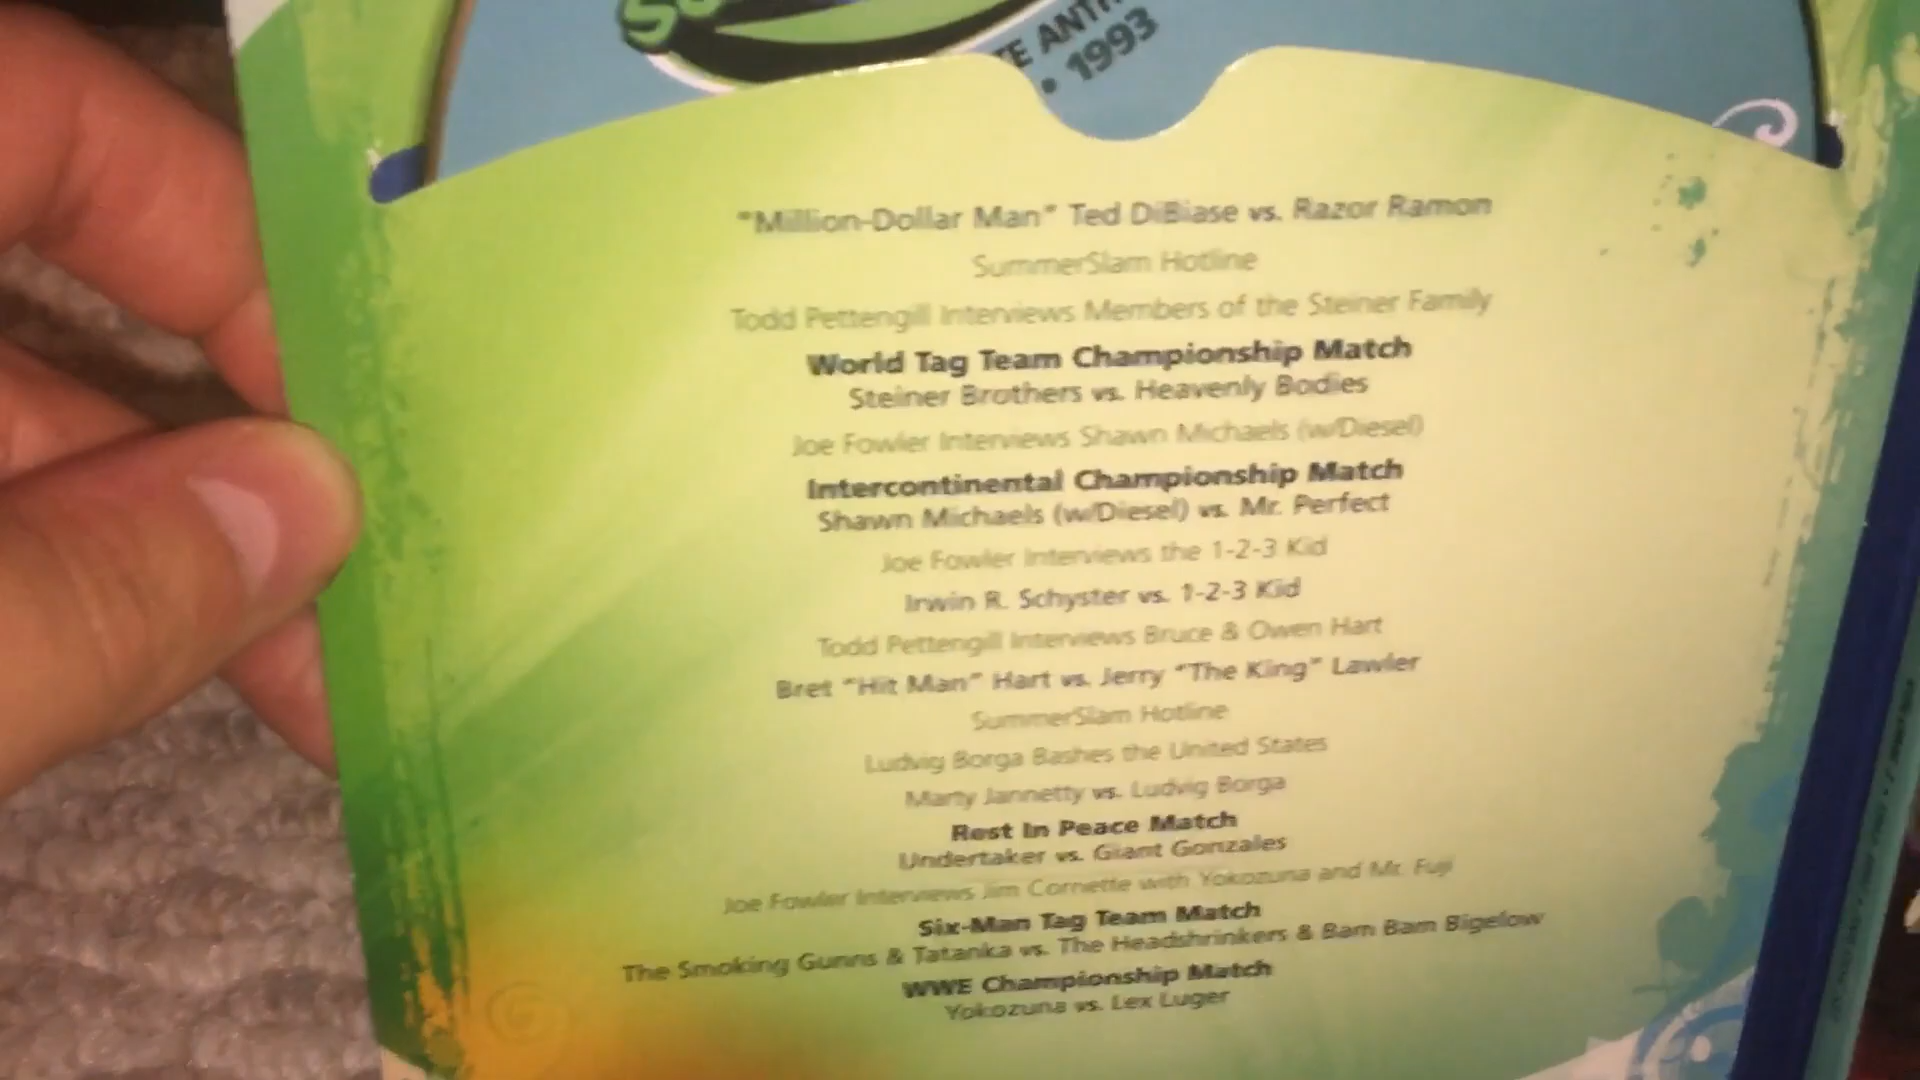 TE ANTH
• 1993
"Million-Dollar Man" Ted DiBiase vs. Razor Ramon
SummerSlam Hotline
Todd Pettengill Interviews Members of the Steiner Family
World Tag Team Championship Match
Steiner Brothers vs. Heavenly Bodies
Joe Fowler Interviews Shawn Michaels (w/Diesel)
Intercontinental Championship Match
Shawn Michaels (w/Diesel) vs. Mr. Perfect
Joe Fowler Interviews the 1-2-3 Kid
Irwin R. Schyster vs. 1-2-3 Kid
Todd Pettengill Interviews Bruce & Owen Hart
Bret "Hit Man" Hart vs. Jerry "The King" Lawler
SummerSlam Hotline
Ludvig Borga Bashes the United States
Marty Jannetty vs. Ludvig Borga
Rest In Peace Match
Undertaker vs. Giant Gonzales
Joe Fowler Interviews Jim Cornette with Yokozuna and Mr. Fuji
Six-Man Tag Team Match
The Smoking Gunns & Tatanka vs. The Headshrinkers & Bam Bam Bigelow
WWE Championship Match
Yokozuna vs. Lex Luger